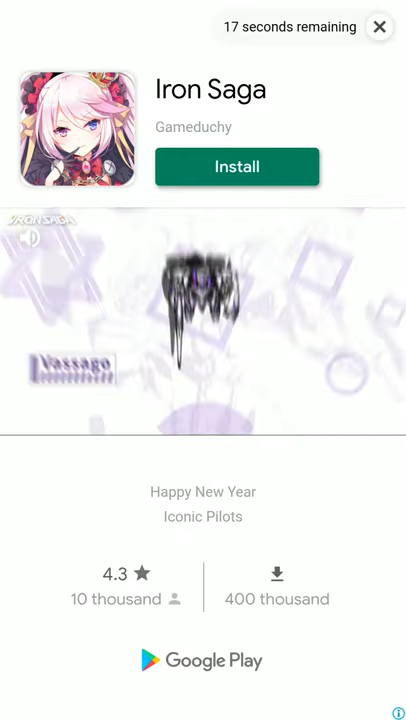 17 seconds remaining
Iron Saga
Gameduchy
Install
IRON SAGA
Vassago
Happy New Year
Iconic Pilots
4.3
10 thousand
400 thousand
Google Play